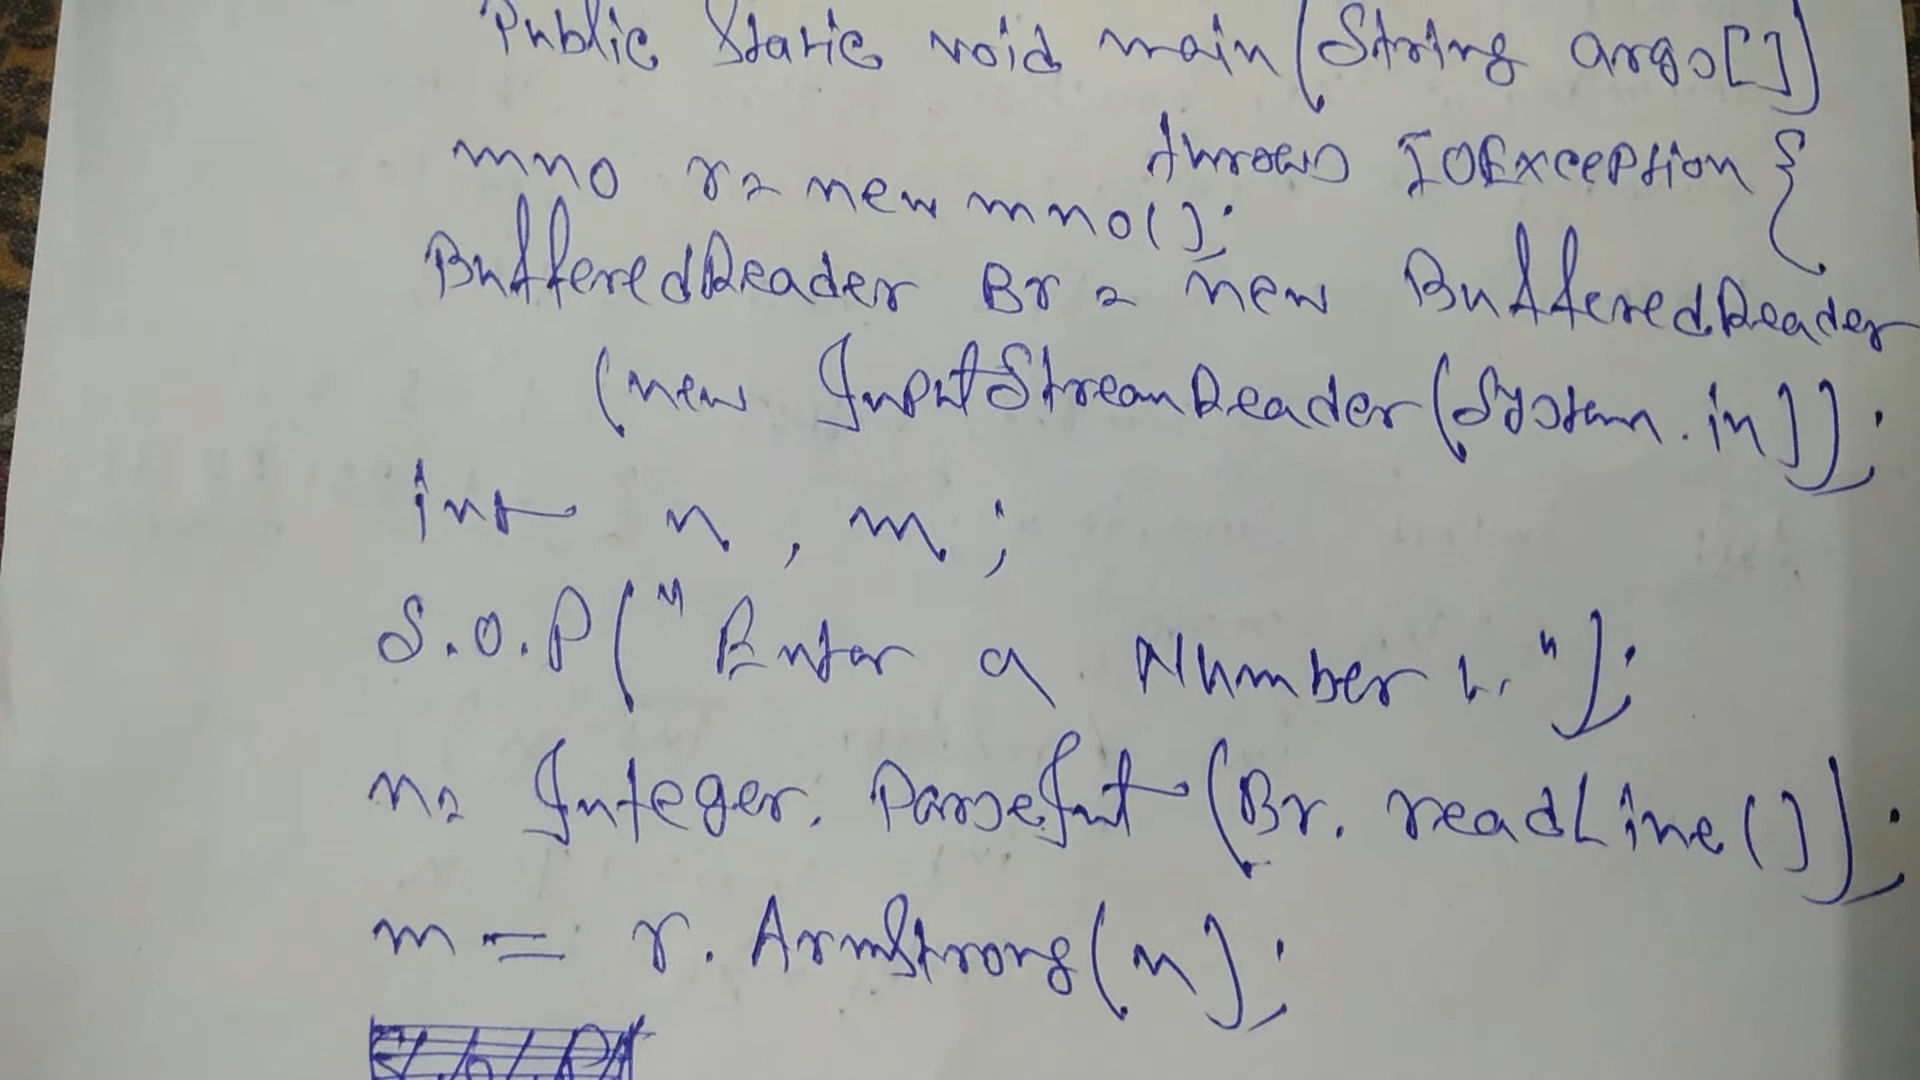 Public Static void main(String args[])
throws IOException {
mno r = new mno();
BufferedReader Br = new BufferedReader
(new InputStreamReader(System.in));
int n, m;
S.O.P("Enter a Number:.");
n = Integer.ParseInt(Br.readLine());
m = r.ArmStrong(n);